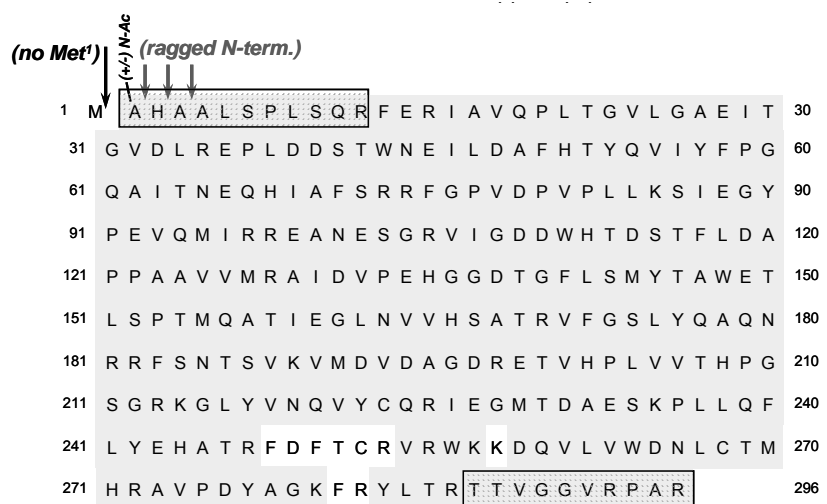 (no Met¹)
(+/-) N-Ac
(ragged N-term.)
1 M A H A A L S P L S Q R F E R I A V Q P L T G V L G A E I T 30
31 G V D L R E P L D D S T W N E I L D A F H T Y Q V I Y F P G 60
61 Q A I T N E Q H I A F S R R F G P V D P V P L L K S I E G Y 90
91 P E V Q M I R R E A N E S G R V I G D D W H T D S T F L D A 120
121 P P A A V V M R A I D V P E H G G D T G F L S M Y T A W E T 150
151 L S P T M Q A T I E G L N V V H S A T R V F G S L Y Q A Q N 180
181 R R F S N T S V K V M D V D A G D R E T V H P L V V T H P G 210
211 S G R K G L Y V N Q V Y C Q R I E G M T D A E S K P L L Q F 240
241 L Y E H A T R F D F T C R V R W K K D Q V L V W D N L C T M 270
271 H R A V P D Y A G K F R Y L T R T T V G G V R P A R 296